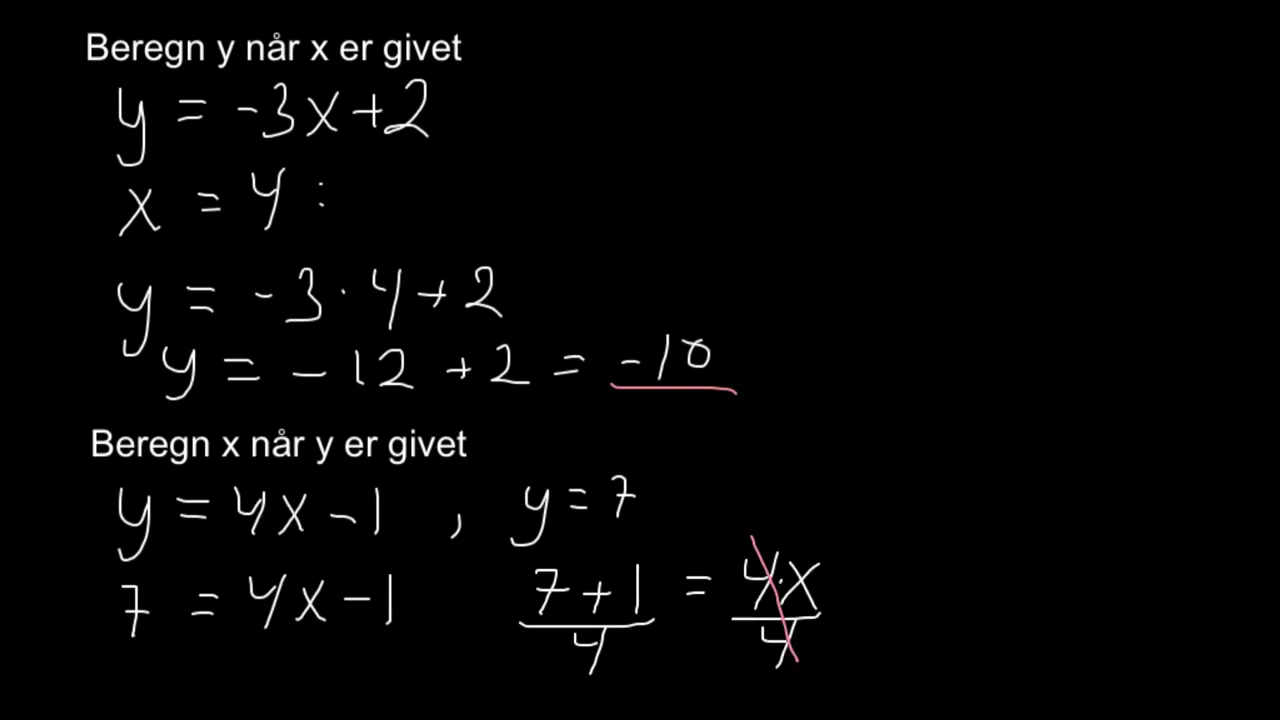 Beregn y når x er givet
y = -3x+2
x = 4 :
y = -3 · 4 + 2
y = -12 + 2 = -10
Beregn x når y er givet
y = 4x - 1 , y = 7
7 = 4x - 1 7 + 1 = 4·x
4 4